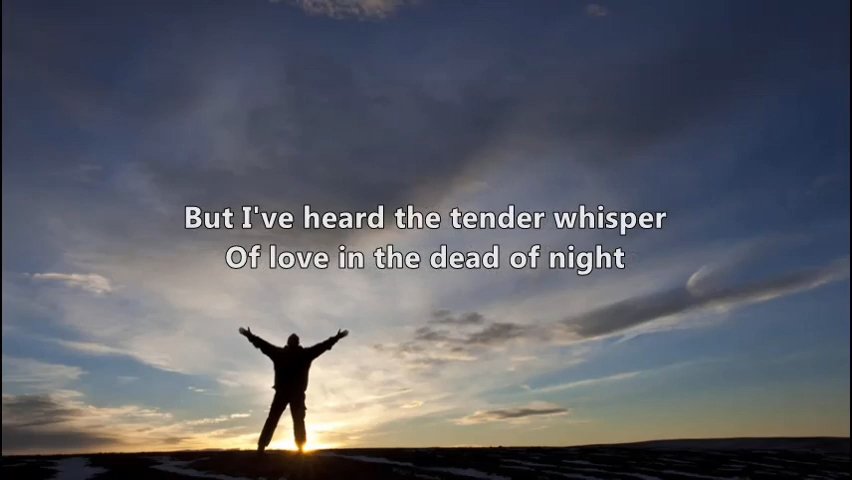 But I've heard the tender whisper
Of love in the dead of night